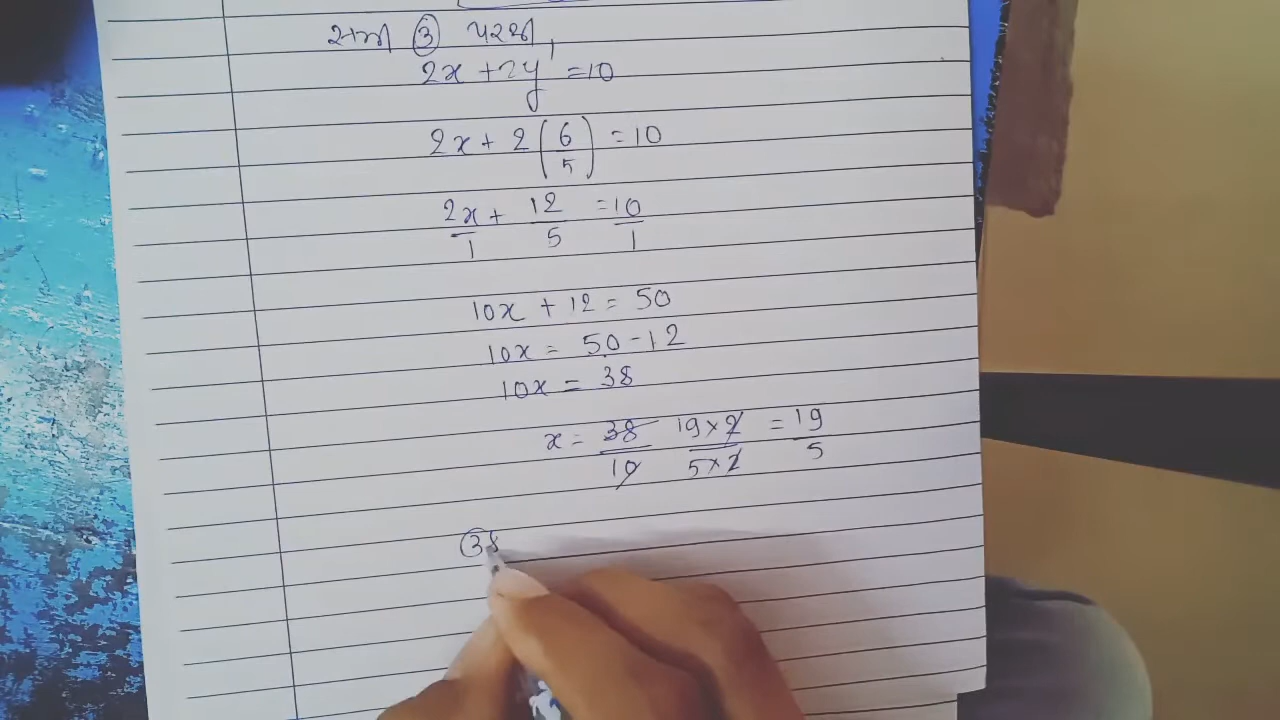 સમી ③ પરથી,
2x + 2y = 10
2x + 2(6/5) = 10
2x/1 + 12/5 = 10/1
10x + 12 = 50
10x = 50 - 12
10x = 38
x = 38/10 19×2/5×2 = 19/5
③8